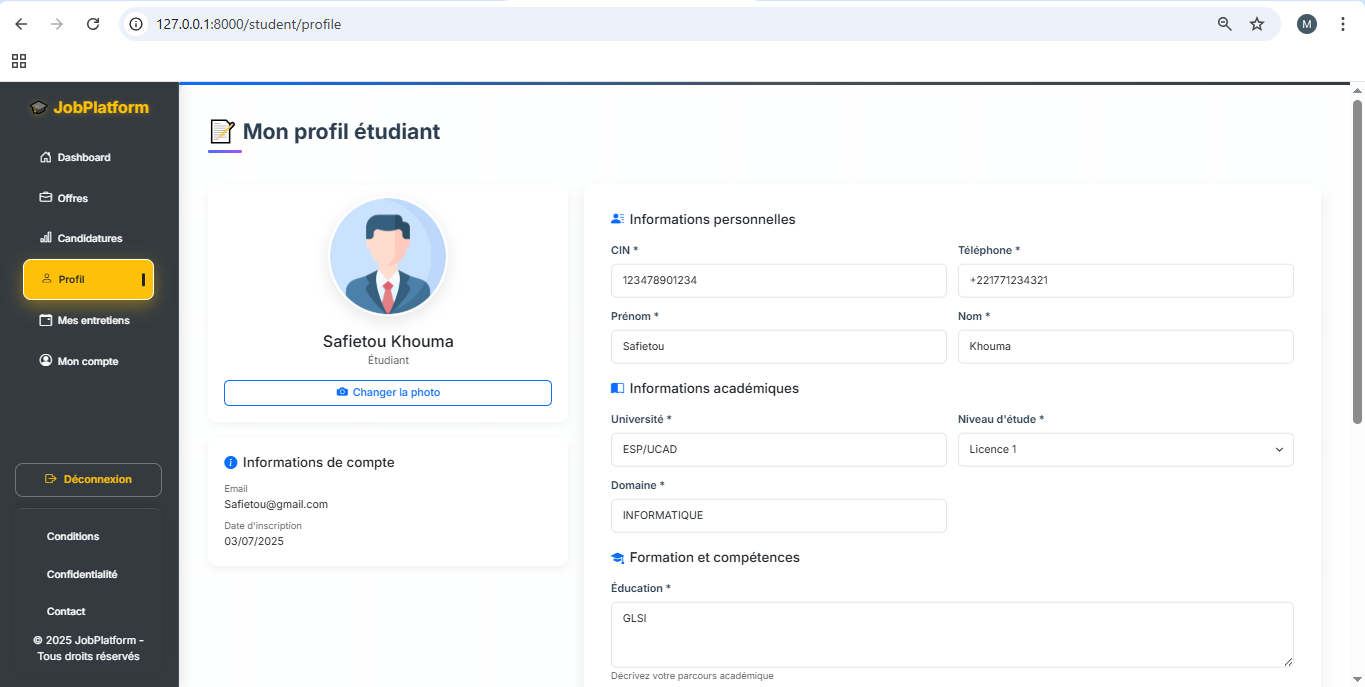 127.0.0.1:8000/student/profile
M
JobPlatform
Dashboard
Offres
Candidatures
Profil
Mes entretiens
Mon compte
Déconnexion
Conditions
Confidentialité
Contact
© 2025 JobPlatform -
Tous droits réservés
Mon profil étudiant
Safietou Khouma
Étudiant
Changer la photo
Informations de compte
Email
Safietou@gmail.com
Date d'inscription
03/07/2025
Informations personnelles
CIN * Téléphone *
123478901234 +221771234321
Prénom * Nom *
Safietou Khouma
Informations académiques
Université * Niveau d'étude *
ESP/UCAD Licence 1
Domaine *
INFORMATIQUE
Formation et compétences
Éducation *
GLSI
Décrivez votre parcours académique